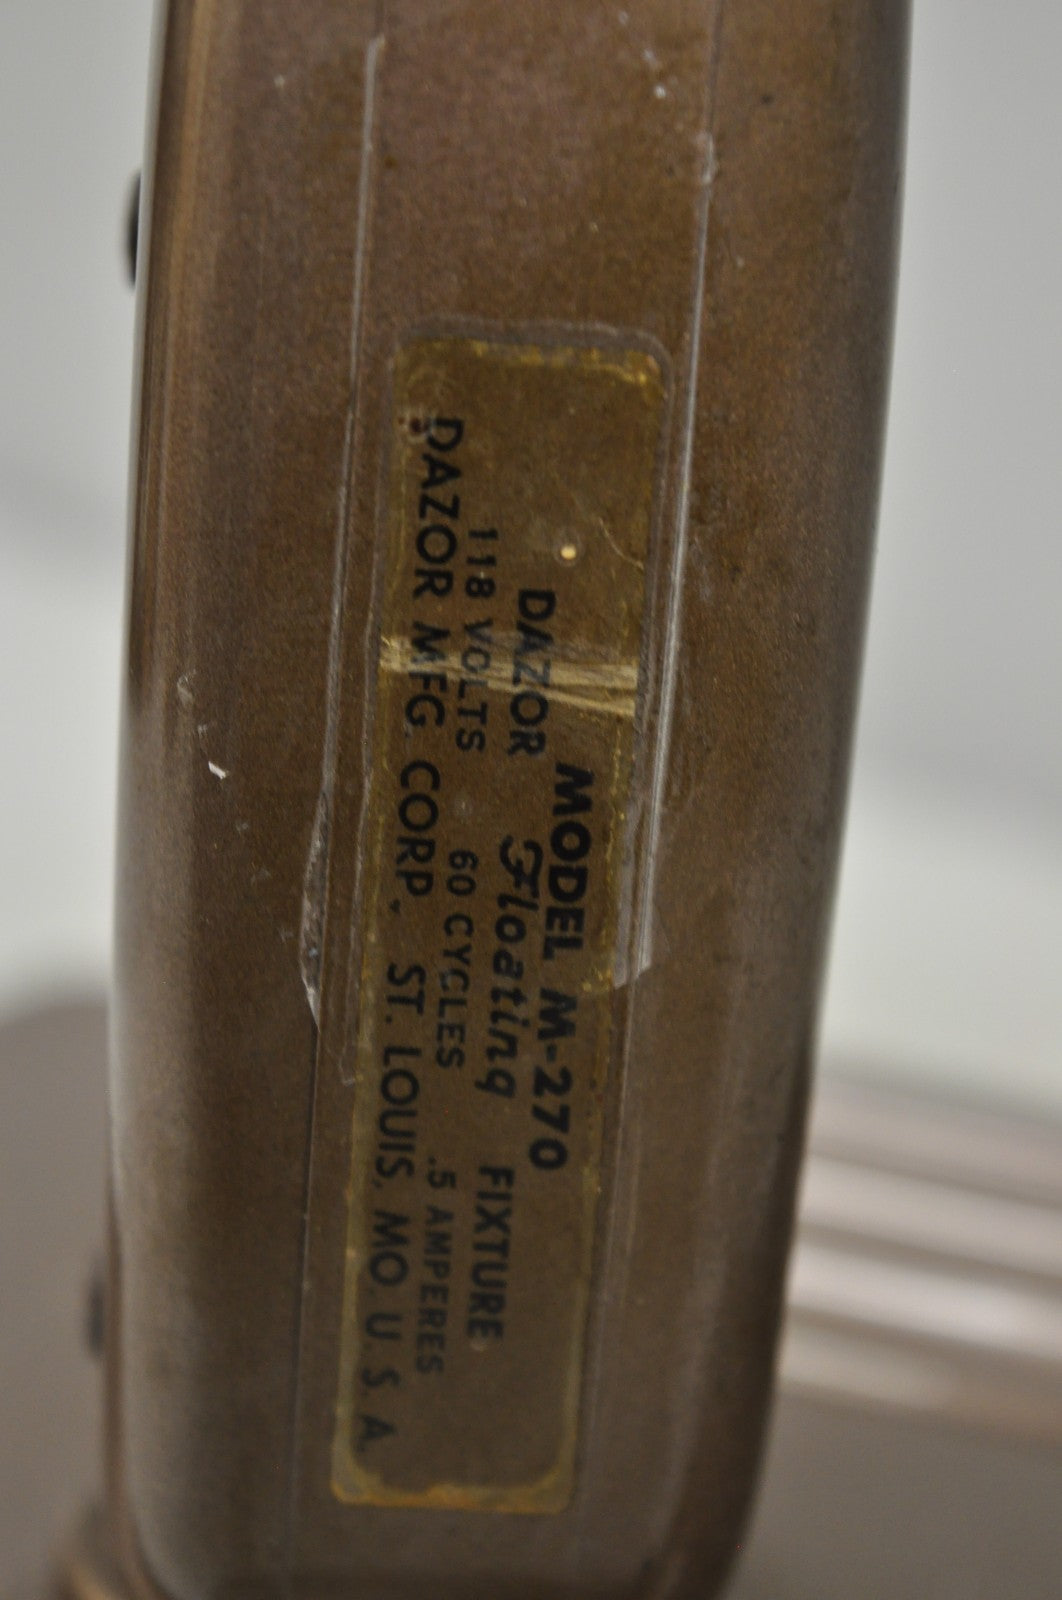 MODEL M-270
DAZOR Floating FIXTURE
118 VOLTS 60 CYCLES .5 AMPERES
DAZOR MFG. CORP. ST. LOUIS, MO. U. S. A.